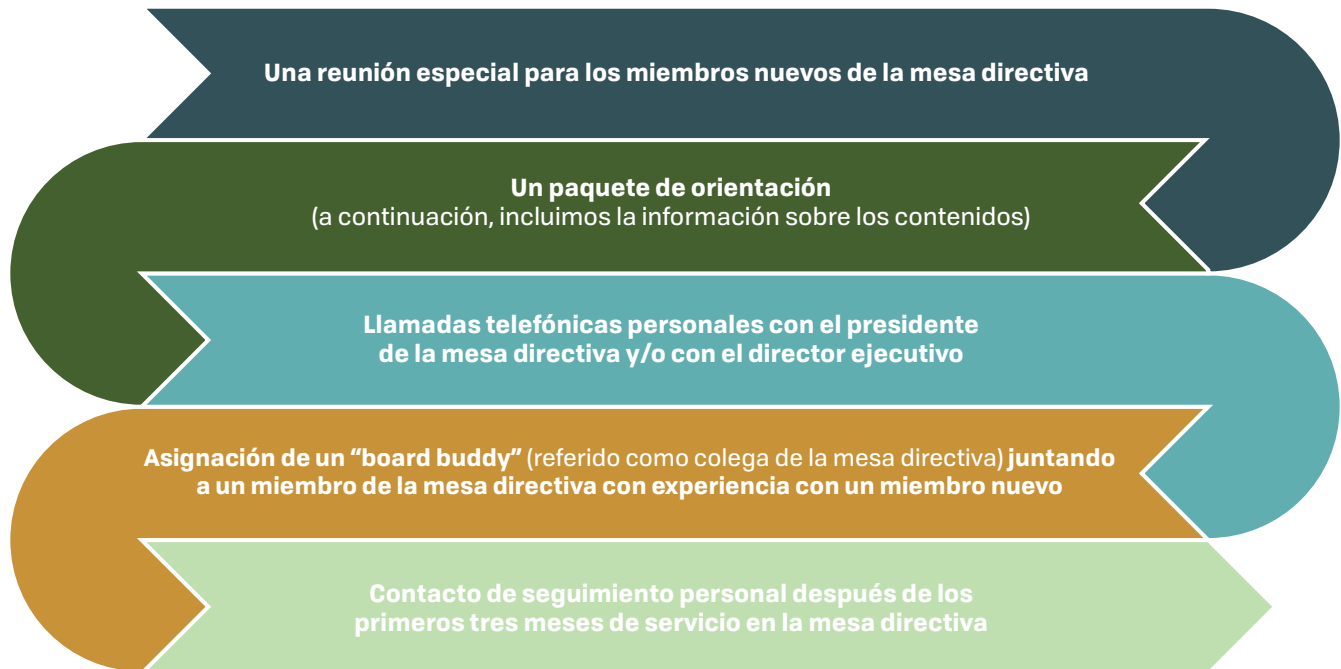 Una reunión especial para los miembros nuevos de la mesa directiva
Un paquete de orientación
(a continuación, incluimos la información sobre los contenidos)
Llamadas telefónicas personales con el presidente
de la mesa directiva y/o con el director ejecutivo
Asignación de un “board buddy” (referido como colega de la mesa directiva) juntando
a un miembro de la mesa directiva con experiencia con un miembro nuevo
Contacto de seguimiento personal después de los
primeros tres meses de servicio en la mesa directiva